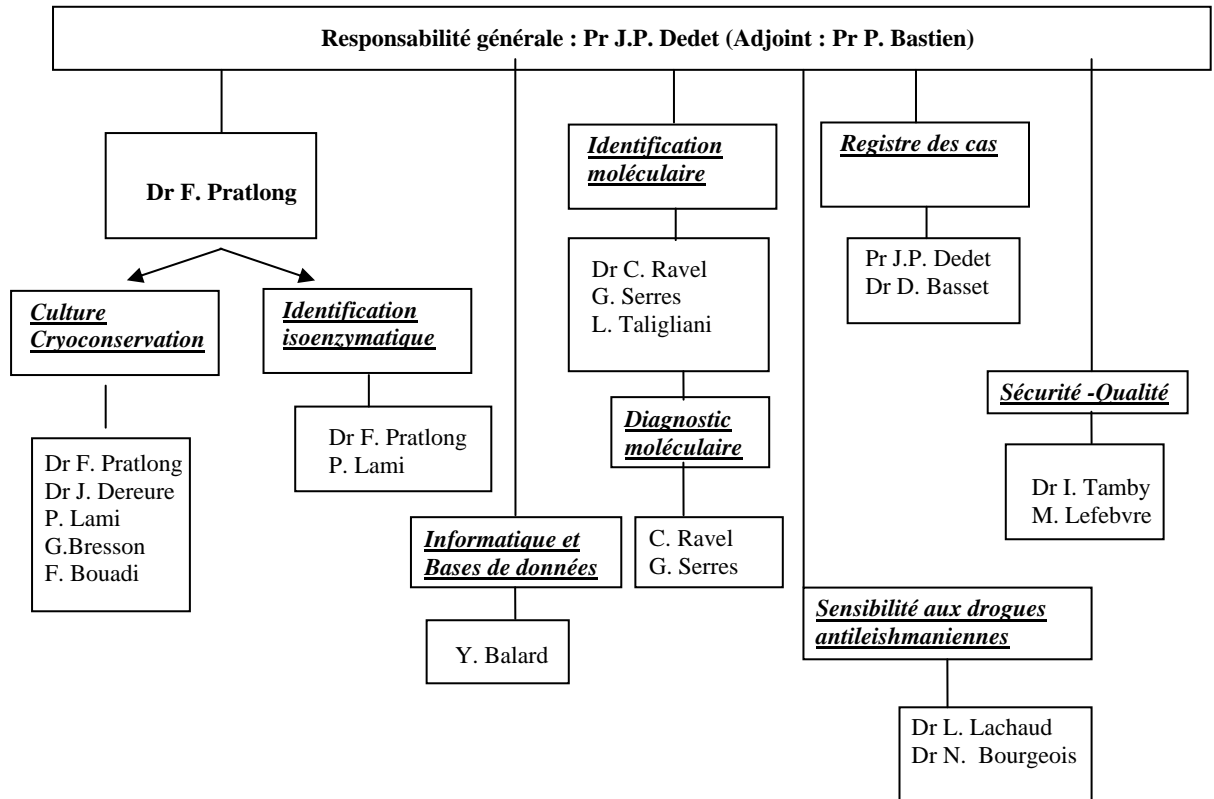 Responsabilité générale : Pr J.P. Dedet (Adjoint : Pr P. Bastien)
Dr F. Pratlong
Culture
Cryoconservation
Dr F. Pratlong
Dr J. Dereure
P. Lami
G.Bresson
F. Bouadi
Identification
isoenzymatique
Dr F. Pratlong
P. Lami
Informatique et
Bases de données
Y. Balard
Identification
moléculaire
Dr C. Ravel
G. Serres
L. Taligliani
Diagnostic
moléculaire
C. Ravel
G. Serres
Registre des cas
Pr J.P. Dedet
Dr D. Basset
Sensibilité aux drogues
antileishmaniennes
Dr L. Lachaud
Dr N. Bourgeois
Sécurité -Qualité
Dr I. Tamby
M. Lefebvre